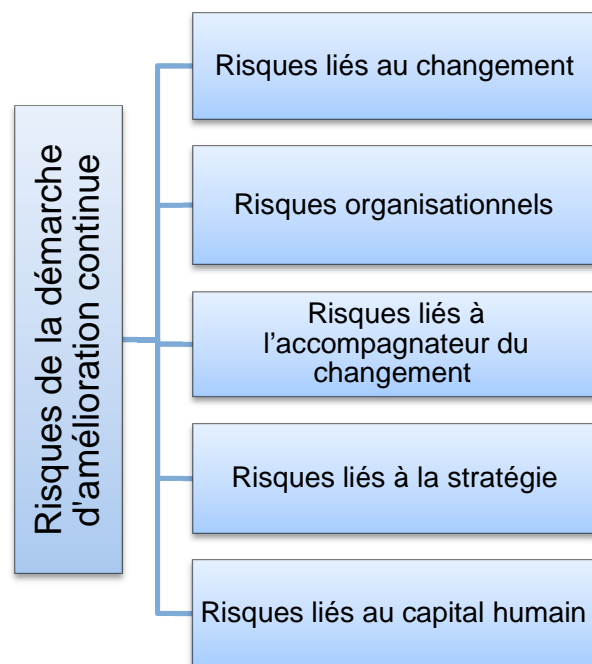 Risques de la démarche
d'amélioration continue
Risques liés au changement
Risques organisationnels
Risques liés à
l’accompagnateur du
changement
Risques liés à la stratégie
Risques liés au capital humain